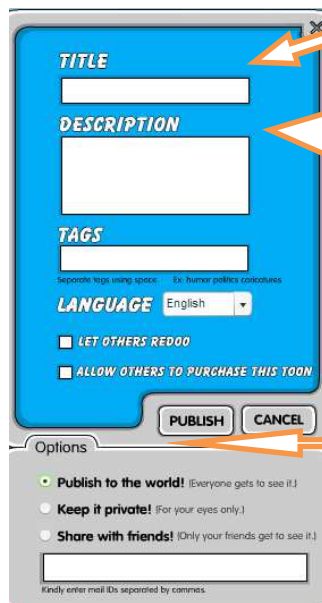 TITLE
DESCRIPTION
TAGS
Separate tags using space. Ex: humor politics caricatures
LANGUAGE English
LET OTHERS REDOO
ALLOW OTHERS TO PURCHASE THIS TOON
PUBLISH CANCEL
Options
Publish to the world! (Everyone gets to see it.)
Keep it private! (For your eyes only.)
Share with friends! (Only your friends get to see it.)
Kindly enter mail IDs separated by commas.